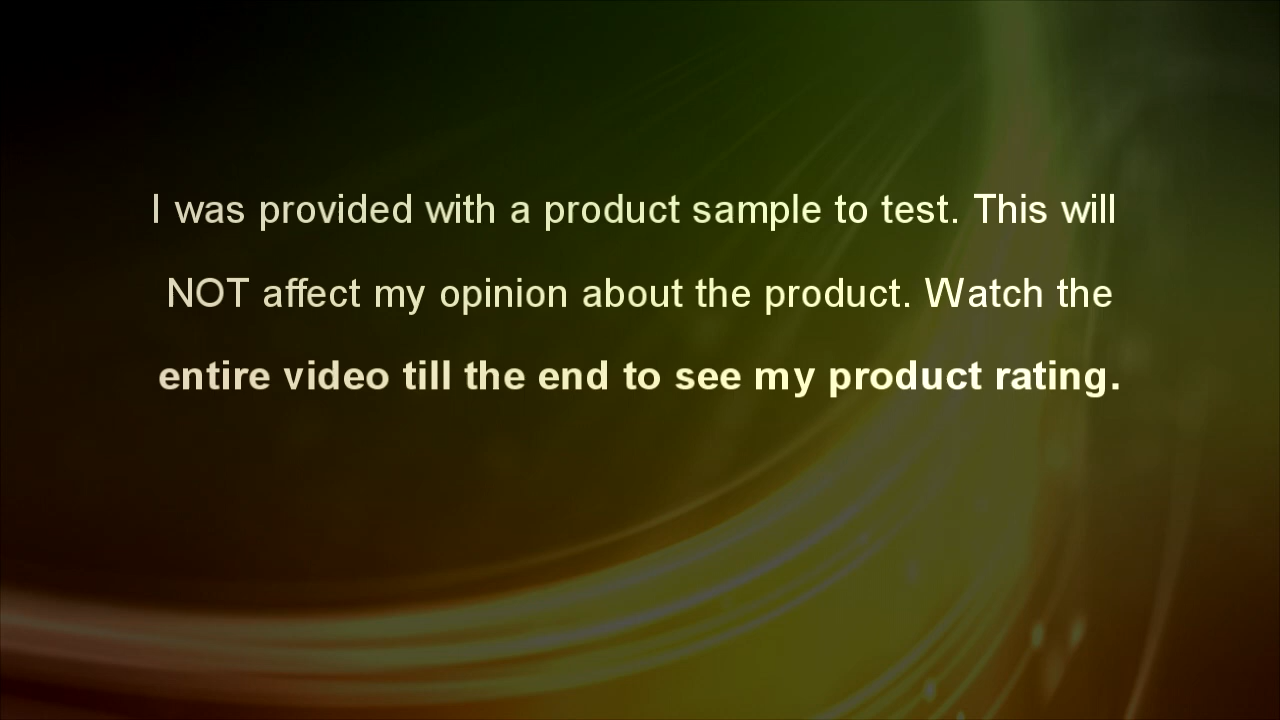 I was provided with a product sample to test. This will
NOT affect my opinion about the product. Watch the
entire video till the end to see my product rating.